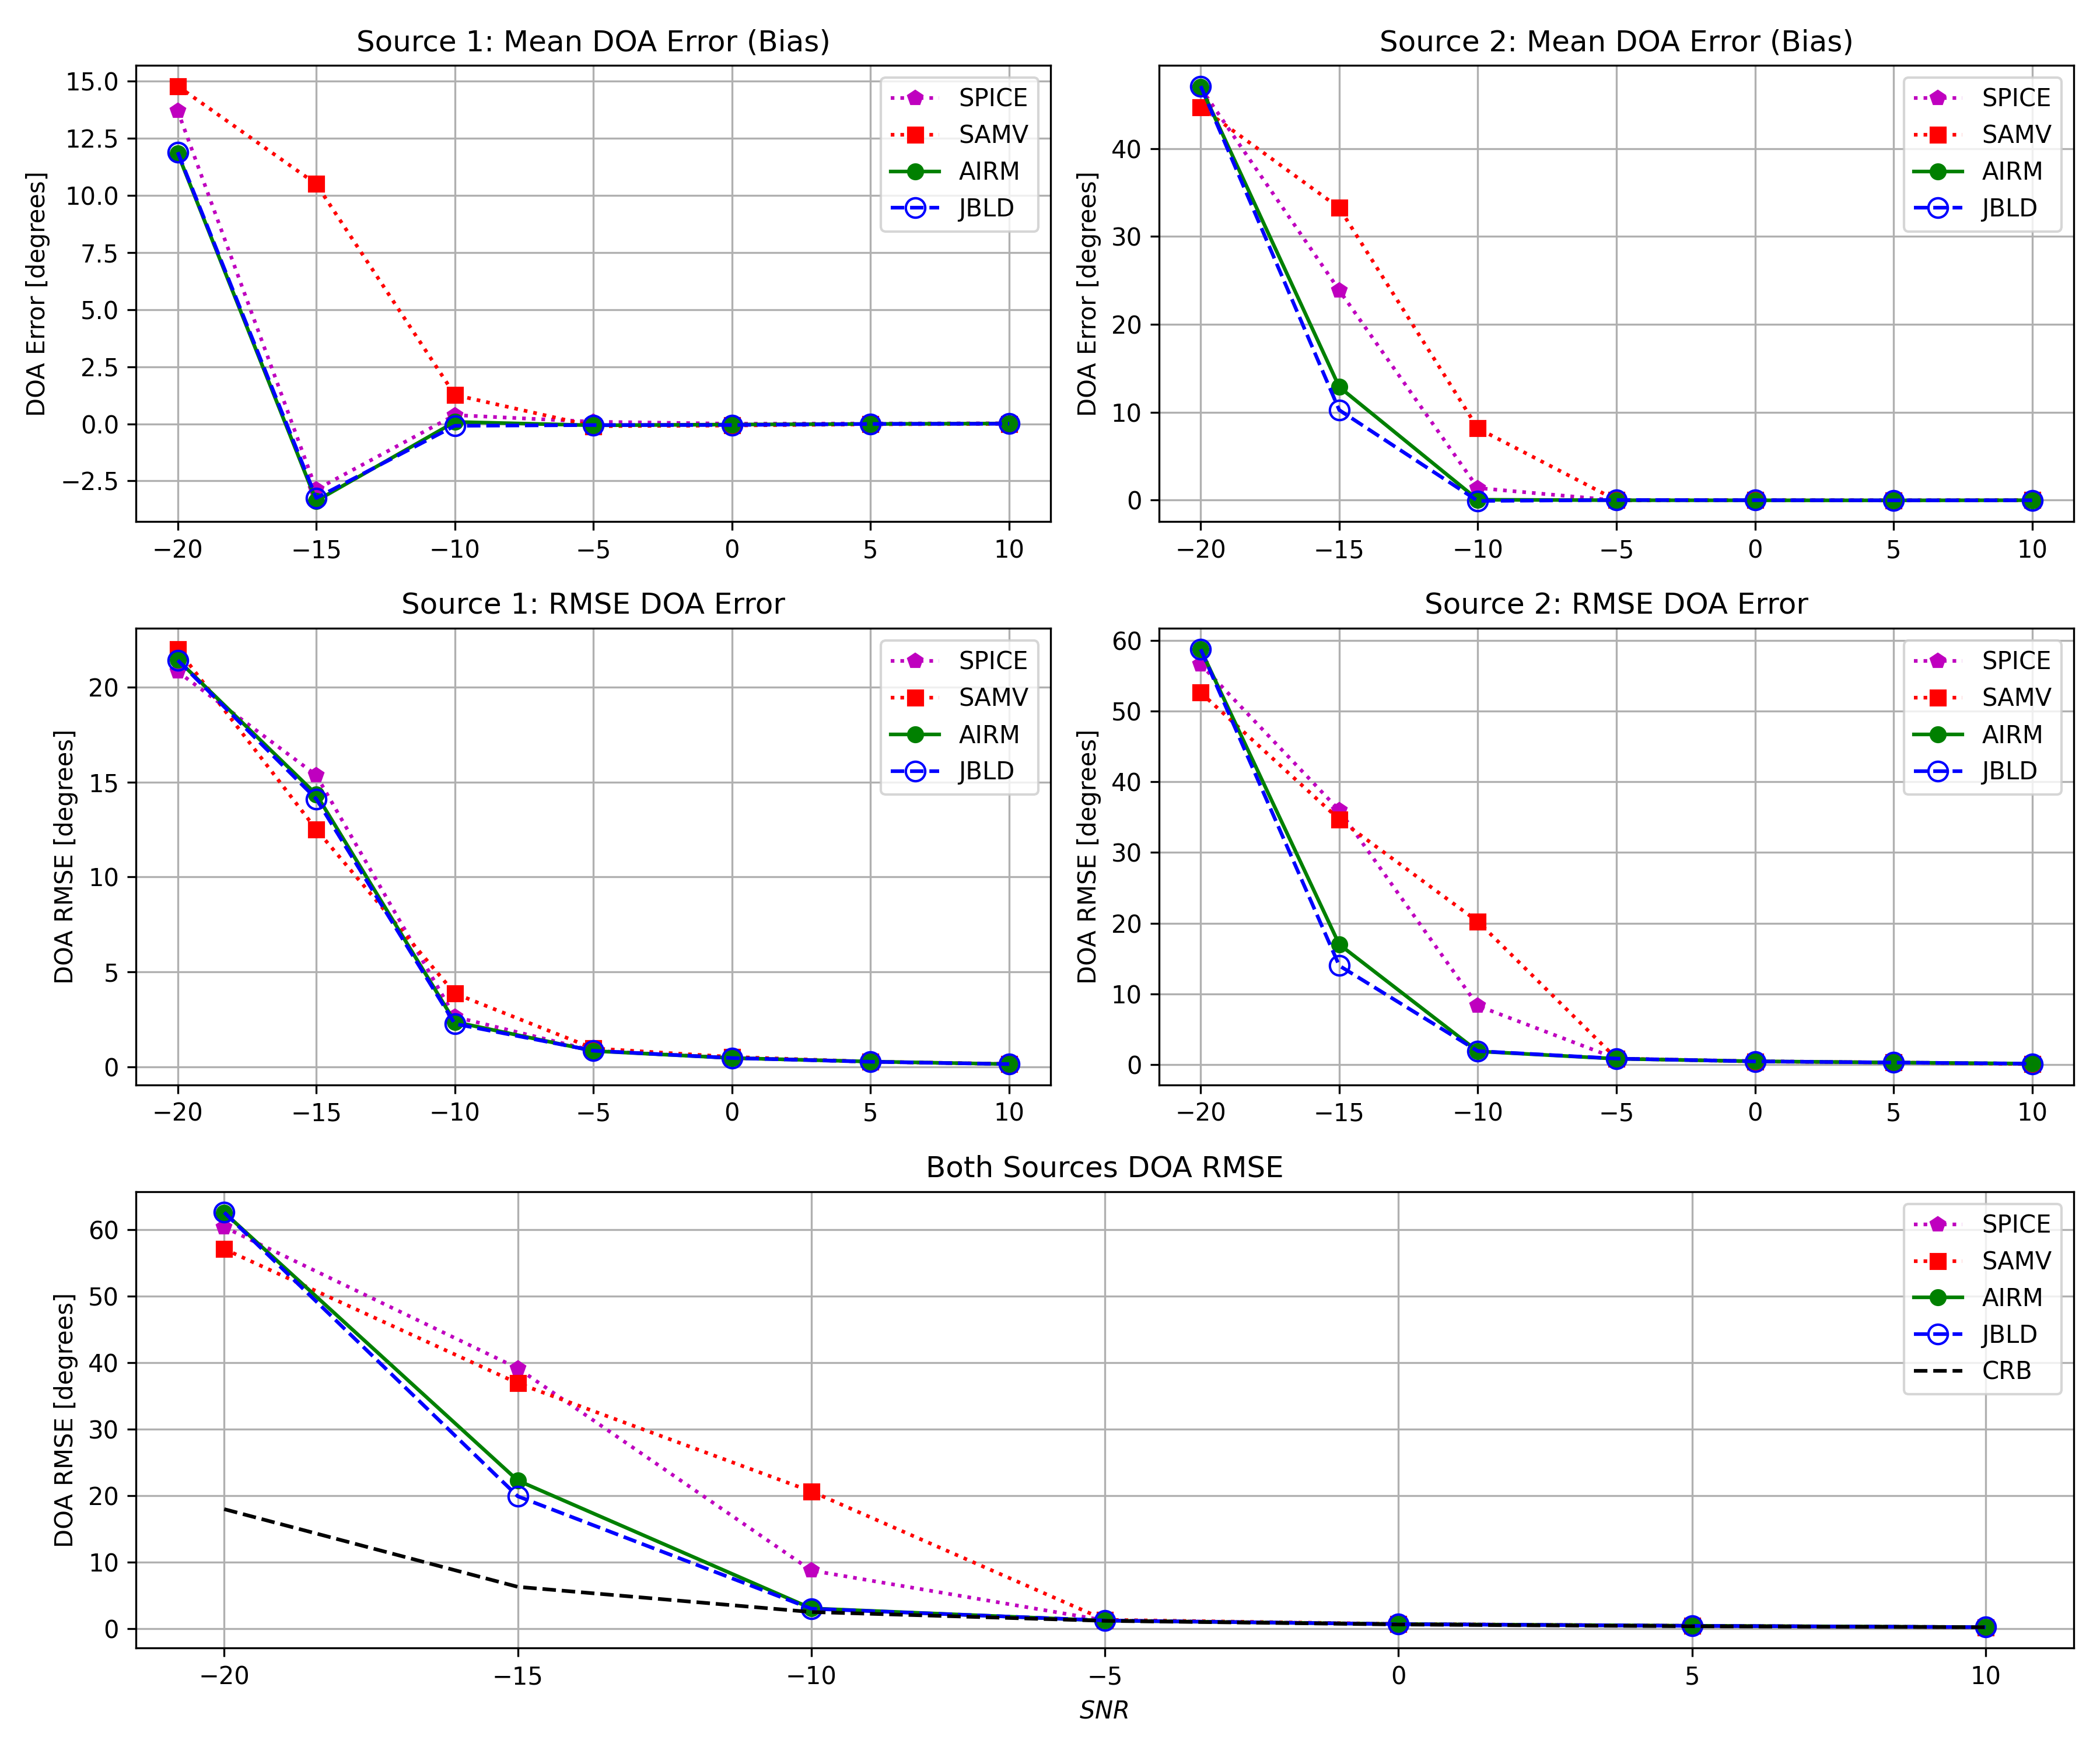 Source 1: Mean DOA Error (Bias)
DOA Error [degrees]
15.0
12.5
10.0
7.5
5.0
2.5
0.0
−2.5
−20 −15 −10 −5 0 5 10
SPICE
SAMV
AIRM
JBLD
Source 2: Mean DOA Error (Bias)
DOA Error [degrees]
40
30
20
10
0
−20 −15 −10 −5 0 5 10
SPICE
SAMV
AIRM
JBLD
Source 1: RMSE DOA Error
DOA RMSE [degrees]
20
15
10
5
0
−20 −15 −10 −5 0 5 10
SPICE
SAMV
AIRM
JBLD
Source 2: RMSE DOA Error
DOA RMSE [degrees]
60
50
40
30
20
10
0
−20 −15 −10 −5 0 5 10
SPICE
SAMV
AIRM
JBLD
Both Sources DOA RMSE
DOA RMSE [degrees]
60
50
40
30
20
10
0
−20 −15 −10 −5 0 5 10
SNR
SPICE
SAMV
AIRM
JBLD
CRB